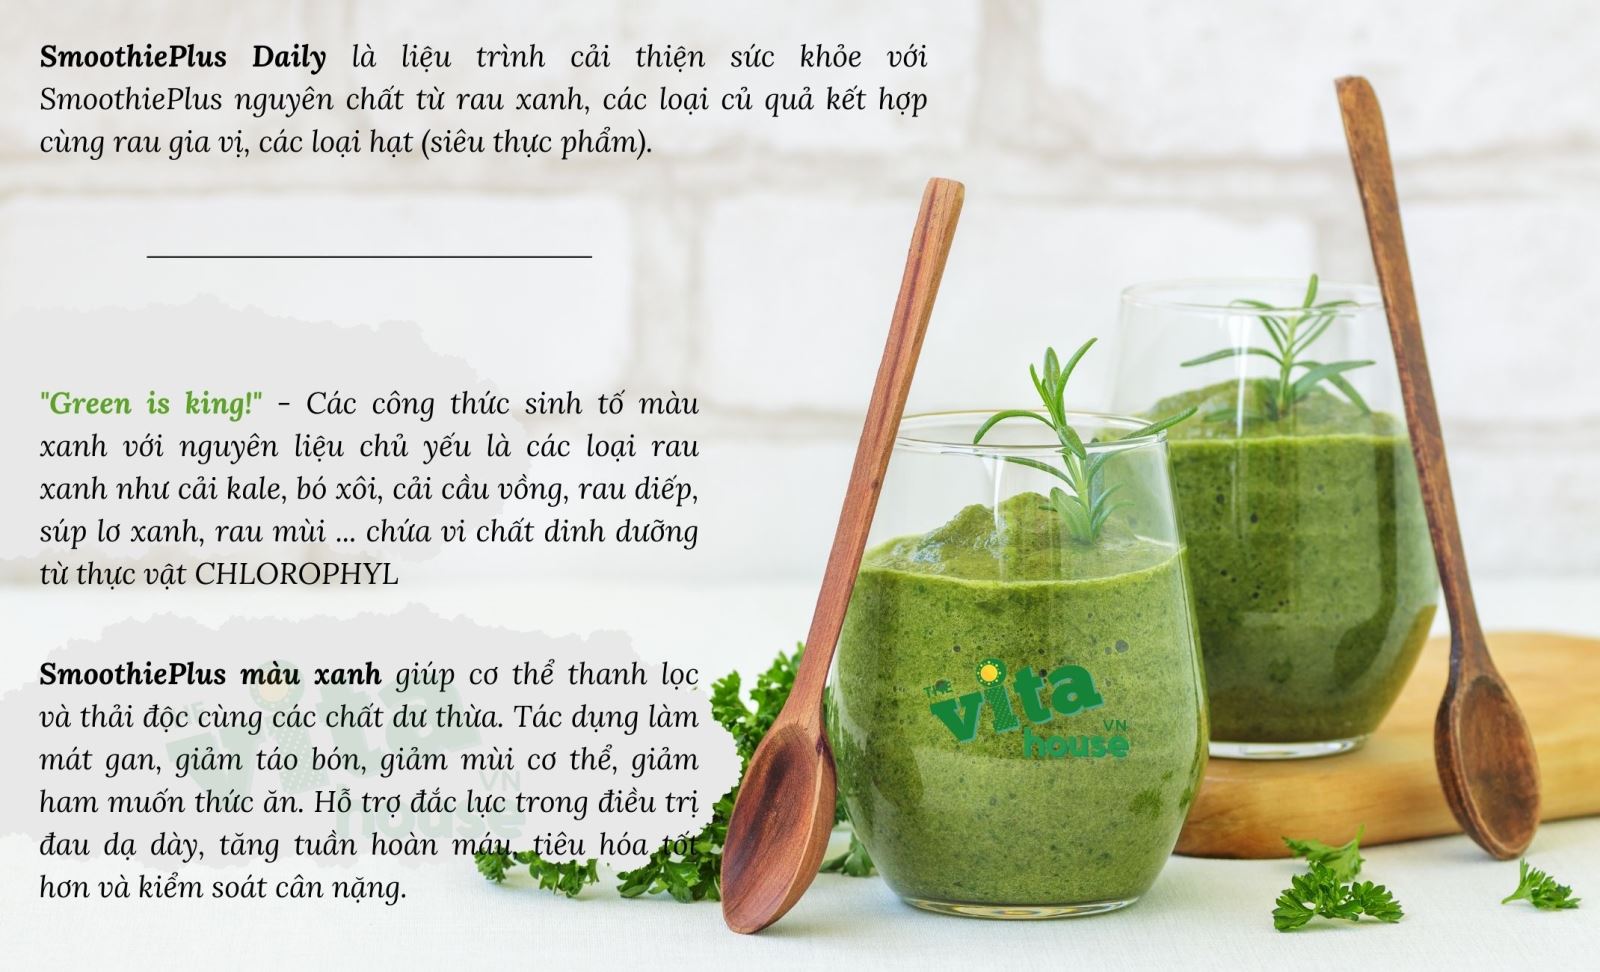 SmoothiePlus Daily là liệu trình cải thiện sức khỏe với
SmoothiePlus nguyên chất từ rau xanh, các loại củ quả kết hợp
cùng rau gia vị, các loại hạt (siêu thực phẩm).
"Green is king!" - Các công thức sinh tố màu
xanh với nguyên liệu chủ yếu là các loại rau
xanh như cải kale, bó xôi, cải cầu vồng, rau diếp,
súp lơ xanh, rau mùi ... chứa vi chất dinh dưỡng
từ thực vật CHLOROPHYL
SmoothiePlus màu xanh giúp cơ thể thanh lọc
và thải độc cùng các chất dư thừa. Tác dụng làm
mát gan, giảm táo bón, giảm mùi cơ thể, giảm
ham muốn thức ăn. Hỗ trợ đắc lực trong điều trị
đau dạ dày, tăng tuần hoàn máu, tiêu hóa tốt
hơn và kiểm soát cân nặng.
THE
vita
VN
house
THE
vita
VN
house